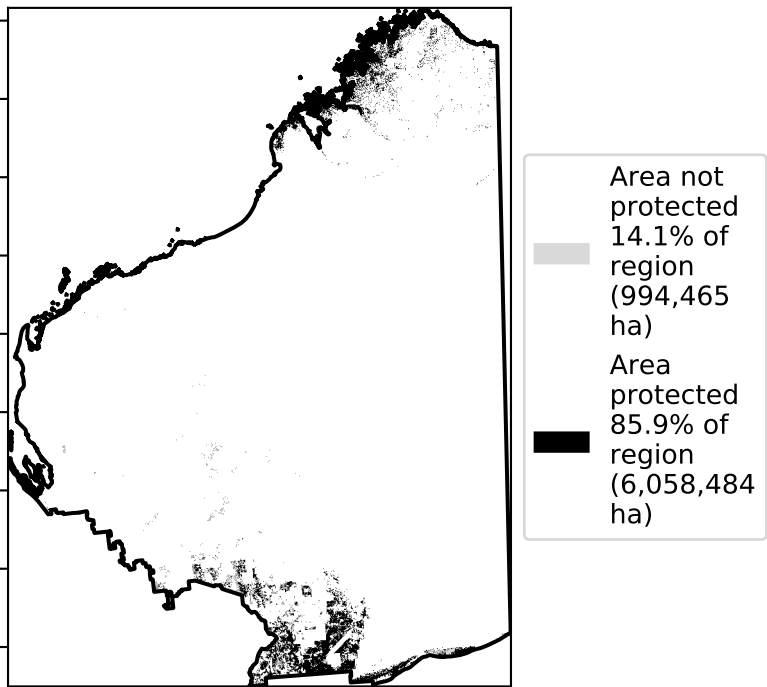 Area not
protected
14.1% of
region
(994,465
ha)
Area
protected
85.9% of
region
(6,058,484
ha)